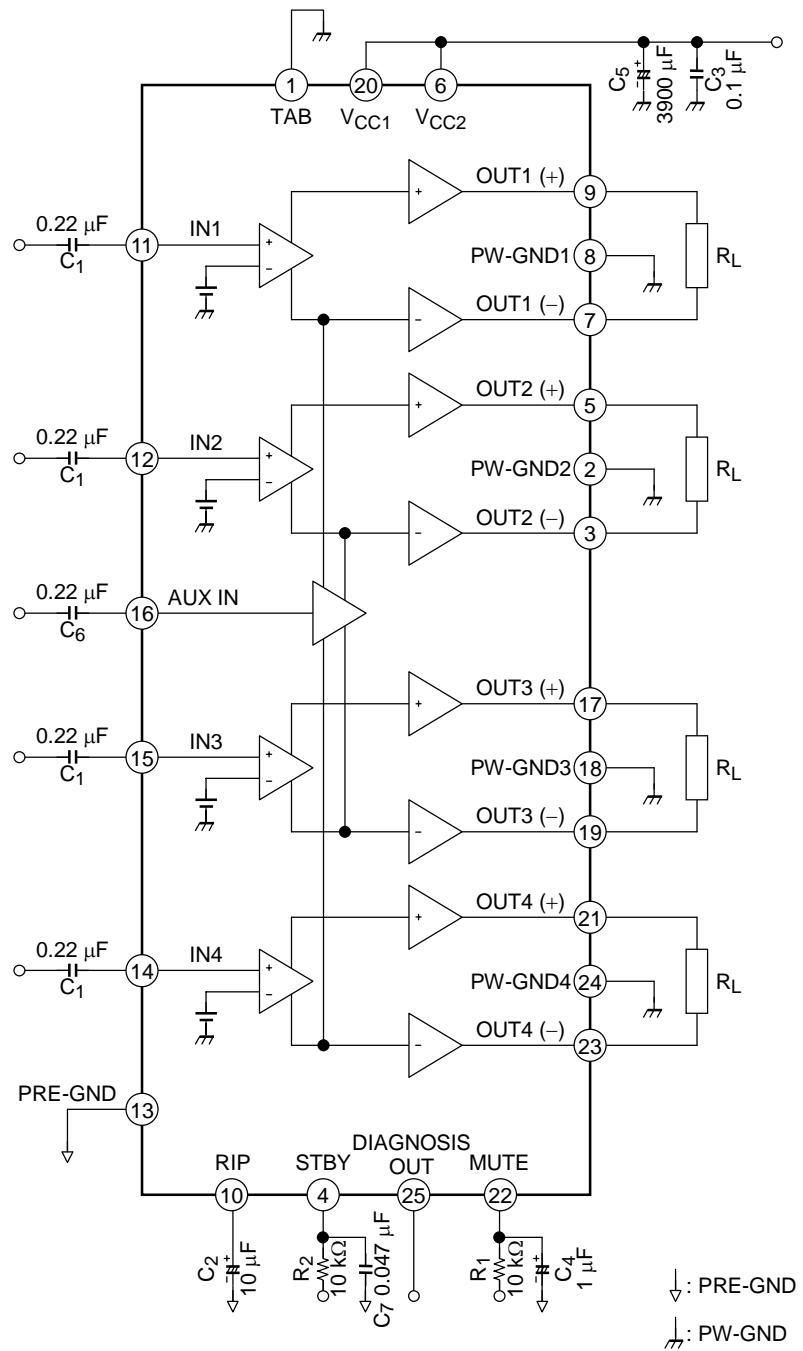 1
20
6
TAB
VCC1
VCC2
C5
3900 μF
C3
0.1 μF
OUT1 (+)
9
0.22 μF
C1
11
IN1
+
−
+
PW-GND1
8
RL
OUT1 (−)
−
7
OUT2 (+)
+
5
0.22 μF
C1
12
IN2
+
−
PW-GND2
2
RL
OUT2 (−)
−
3
0.22 μF
C6
16
AUX IN
OUT3 (+)
+
17
0.22 μF
C1
15
IN3
+
−
PW-GND3
18
RL
OUT3 (−)
−
19
OUT4 (+)
+
21
0.22 μF
C1
14
IN4
+
−
PW-GND4
24
RL
OUT4 (−)
−
23
PRE-GND
13
RIP
STBY
DIAGNOSIS
OUT
MUTE
10
4
25
22
C2
10 μF
R2
10 kΩ
C7 0.047 μF
R1
10 kΩ
C4
1 μF
: PRE-GND
: PW-GND